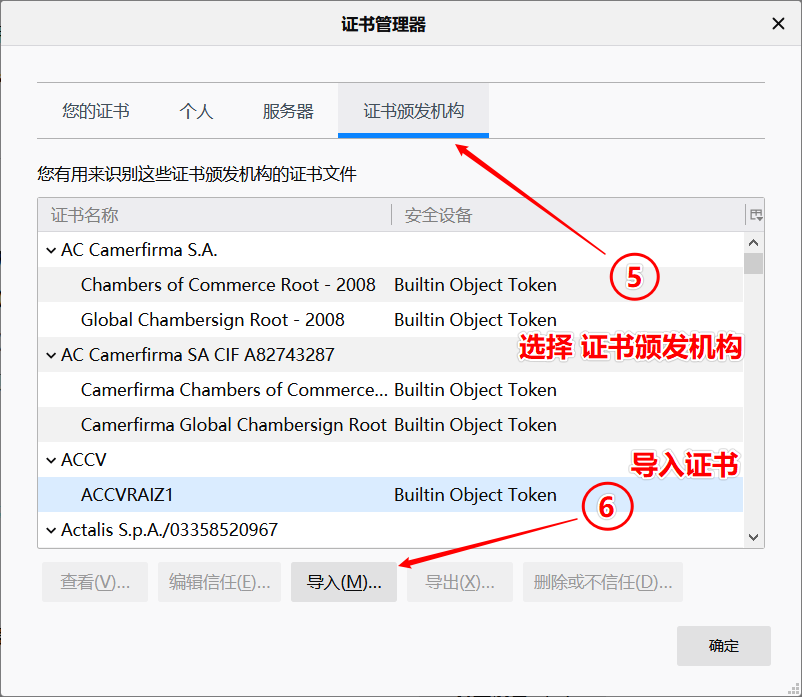 证书管理器
您的证书 个人 服务器 证书颁发机构
您有用来识别这些证书颁发机构的证书文件
证书名称 安全设备
AC Camerfirma S.A.
Chambers of Commerce Root - 2008 Builtin Object Token
Global Chambersign Root - 2008 Builtin Object Token
AC Camerfirma SA CIF A82743287
Camerfirma Chambers of Commerce... Builtin Object Token
Camerfirma Global Chambersign Root Builtin Object Token
ACCV
ACCVRAIZ1 Builtin Object Token
Actalis S.p.A./03358520967
5
选择 证书颁发机构
导入证书
6
查看(V)... 编辑信任(E)... 导入(M)... 导出(X)... 删除或不信任(D)...
确定